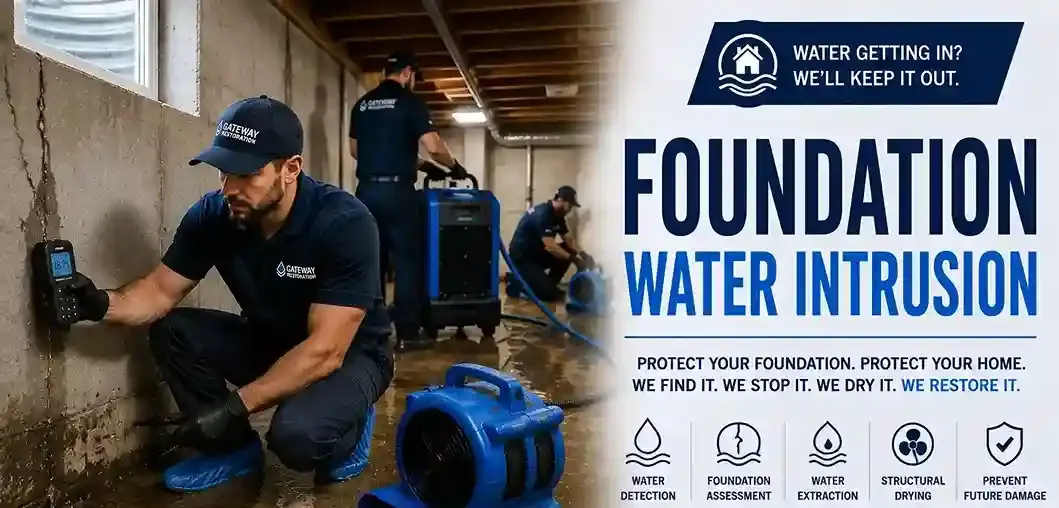 GATEWAY
RESTORATION
GATEWAY
RESTORATION
GATEWAY
RESTORATION
WATER GETTING IN?
WE'LL KEEP IT OUT.
FOUNDATION
WATER INTRUSION
PROTECT YOUR FOUNDATION. PROTECT YOUR HOME.
WE FIND IT. WE STOP IT. WE DRY IT. WE RESTORE IT.
WATER
DETECTION
FOUNDATION
ASSESSMENT
WATER
EXTRACTION
STRUCTURAL
DRYING
PREVENT
FUTURE DAMAGE